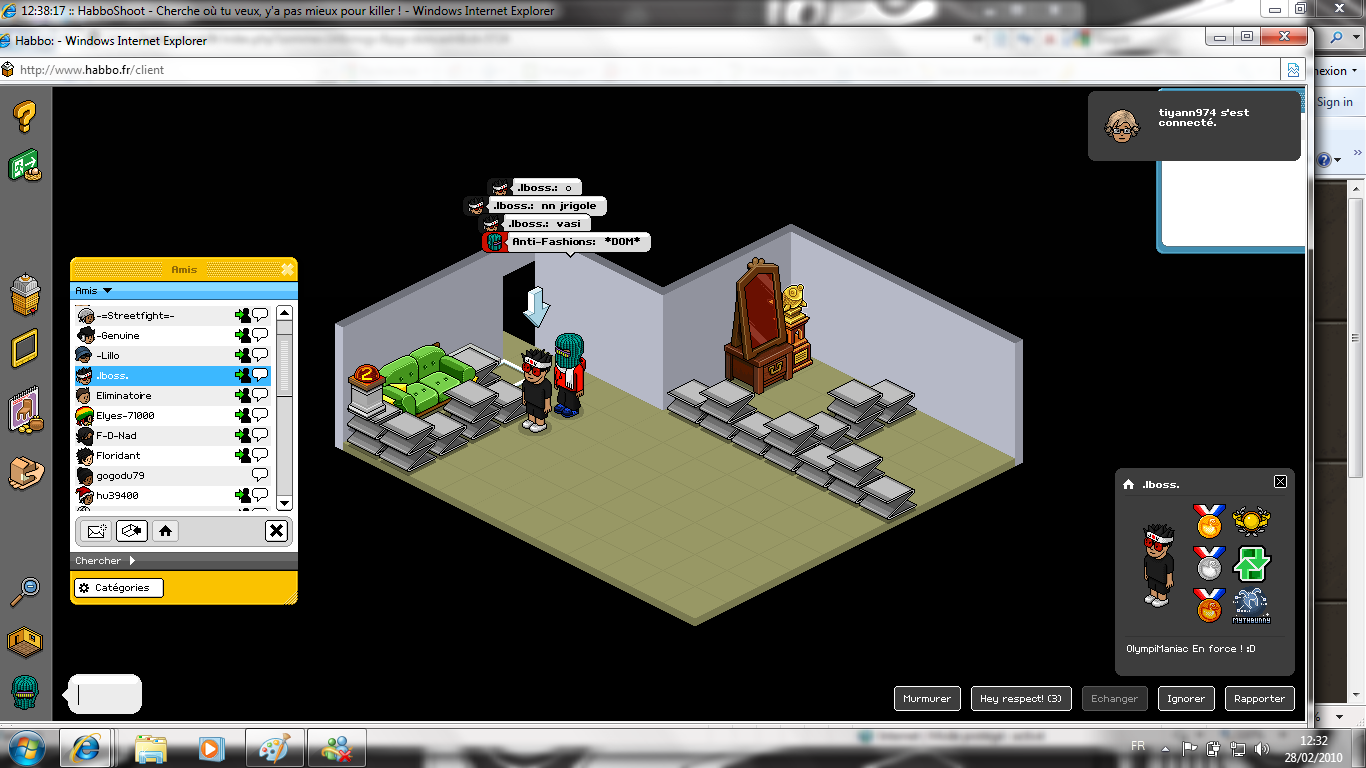 12:38:17 :: HabboShoot - Cherche où tu veux, y'a pas mieux pour killer ! - Windows Internet Explorer
Habbo: - Windows Internet Explorer
http://www.habbo.fr/client
nexion
Sign in
tiyann974 s'est
connecté.
.lboss.: o
.lboss.: nn jrigole
.lboss.: vasi
Anti-Fashions: *DOM*
Amis
Amis
-=Streetfight=-
-Genuine
-Lillo
.lboss.
Eliminatoire
Elyes-71000
F-D-Nad
Floridant
gogodu79
hu39400
Chercher
Catégories
2
.lboss.
MYTHBUNNY
OlympiManiac En force ! :D
Murmurer
Hey respect! (3)
Echanger
Ignorer
Rapporter
%
FR
12:32
28/02/2010